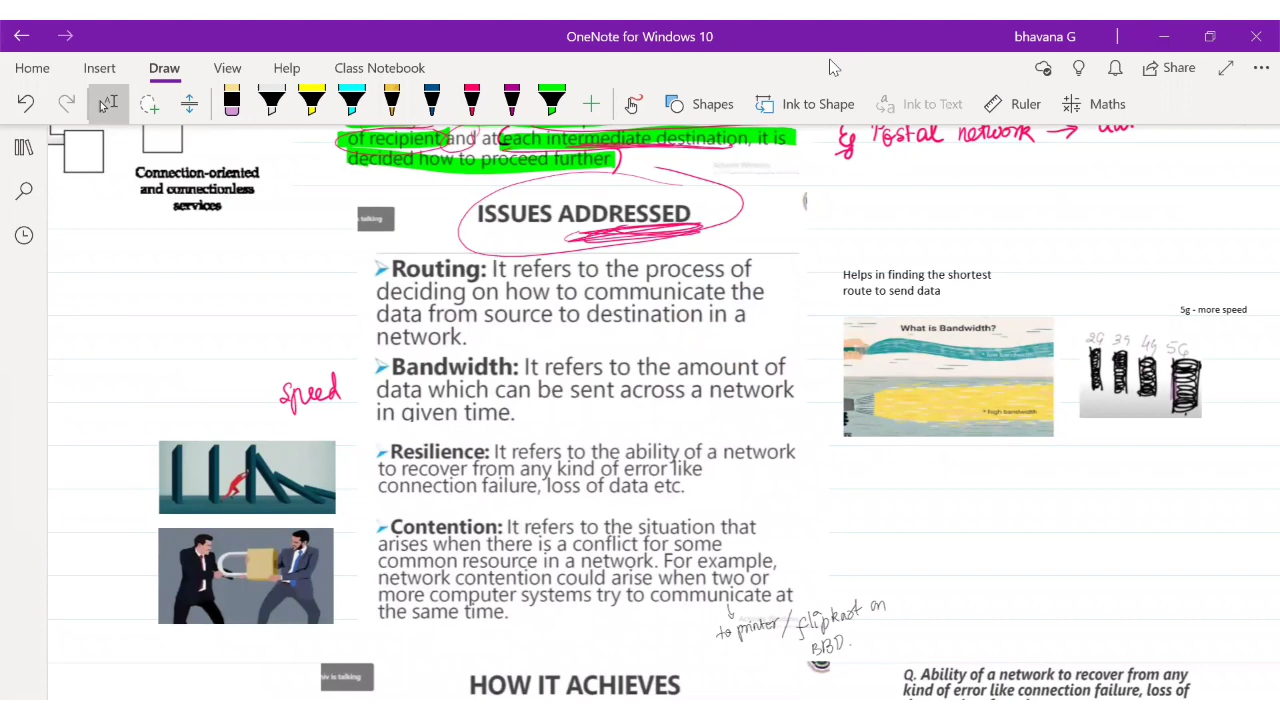 OneNote for Windows 10
bhavana G
Home
Insert
Draw
View
Help
Class Notebook
Share
Shapes
Ink to Shape
Ink to Text
Ruler
Maths
of recipient and at each intermediate destination, it is
decided how to proceed further
Eg Postal network →
Connection-oriented
and connectionless
services
s talking
ISSUES ADDRESSED
Routing: It refers to the process of
deciding on how to communicate the
data from source to destination in a
network.
Helps in finding the shortest
route to send data
5g - more speed
What is Bandwidth?
* low bandwidth
* high bandwidth
2G 3G 4G 5G
Bandwidth: It refers to the amount of
data which can be sent across a network
in given time.
speed
Resilience: It refers to the ability of a network
to recover from any kind of error like
connection failure, loss of data etc.
Contention: It refers to the situation that
arises when there is a conflict for some
common resource in a network. For example,
network contention could arise when two or
more computer systems try to communicate at
the same time.
to printer / flipkart on
BBD.
hiv is talking
HOW IT ACHIEVES
Q. Ability of a network to recover from any
kind of error like connection failure, loss of